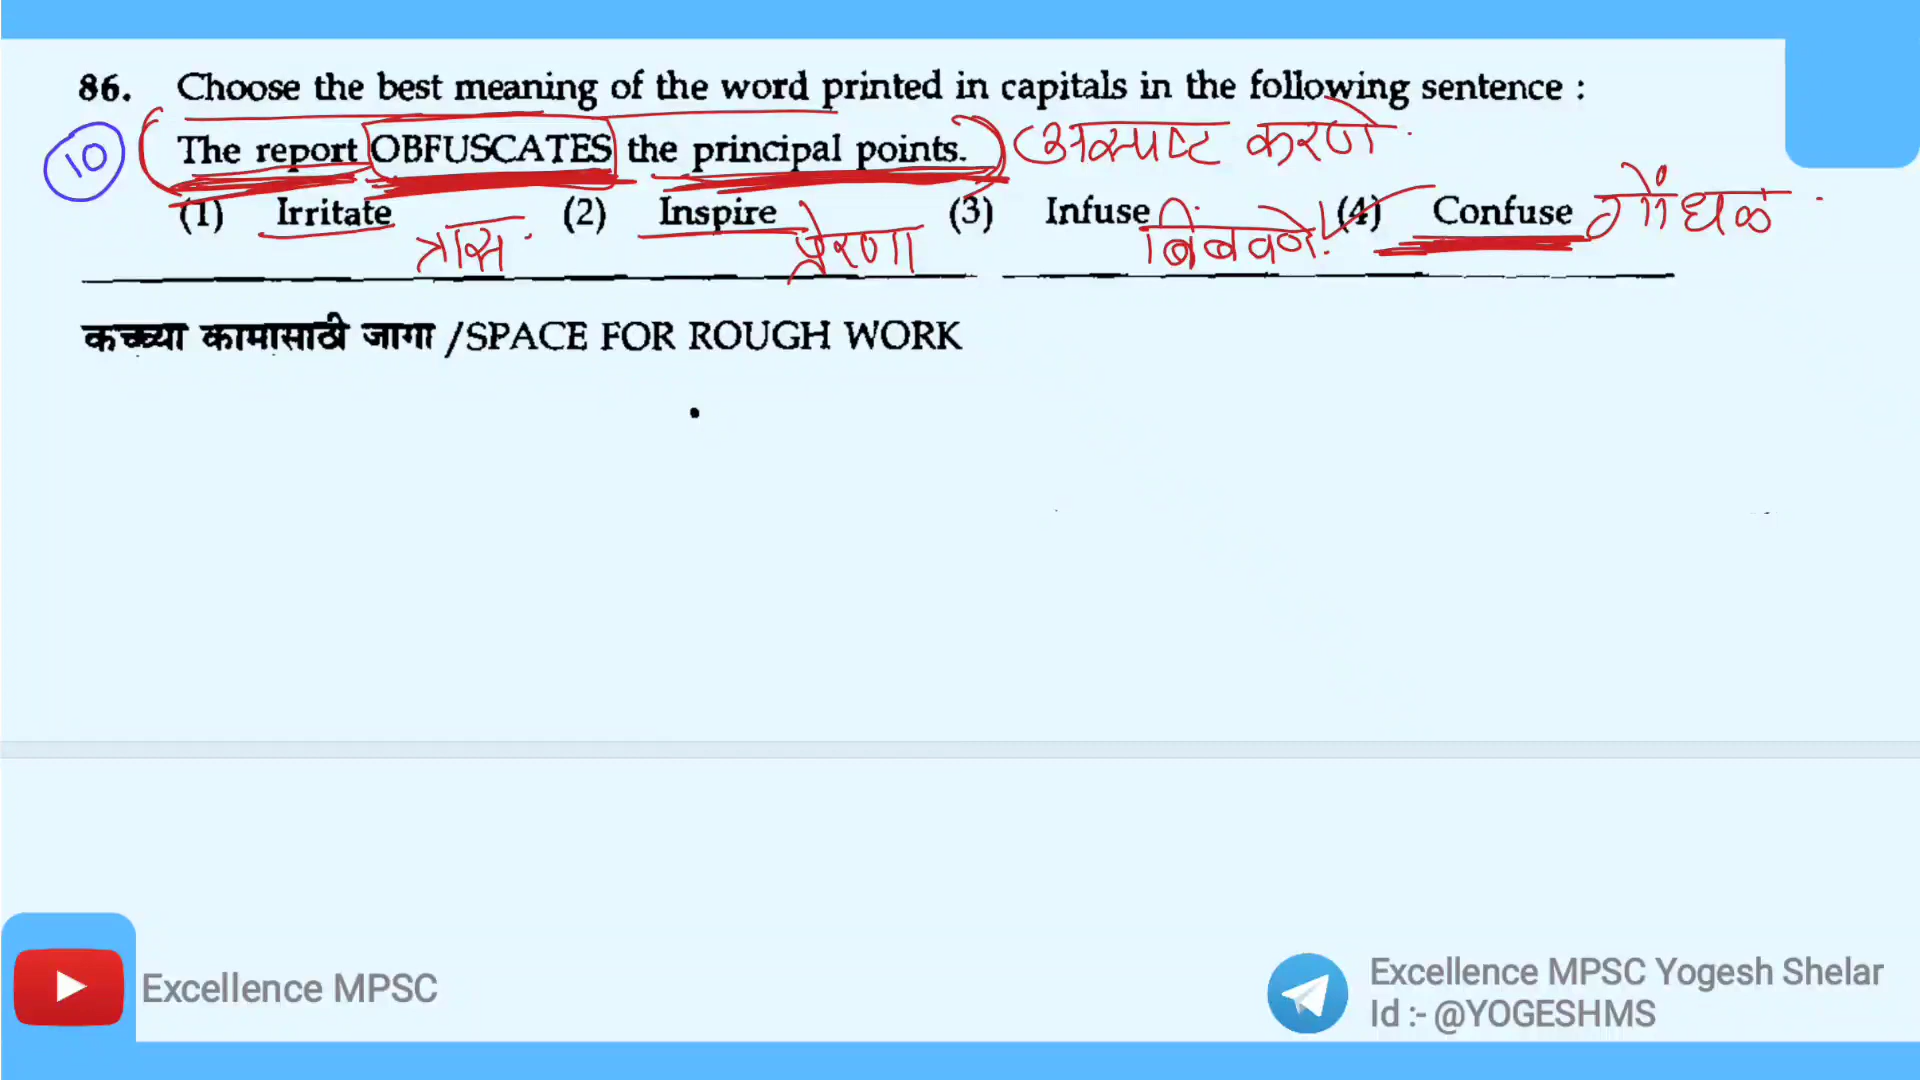 86. Choose the best meaning of the word printed in capitals in the following sentence :
10 The report OBFUSCATES the principal points. अस्पष्ट करणे
(1) Irritate त्रास (2) Inspire प्रेरणा (3) Infuse बिंबवणे (4) Confuse गोंधळ
कच्च्या कामासाठी जागा /SPACE FOR ROUGH WORK
Excellence MPSC
Excellence MPSC Yogesh Shelar
Id :- @YOGESHMS